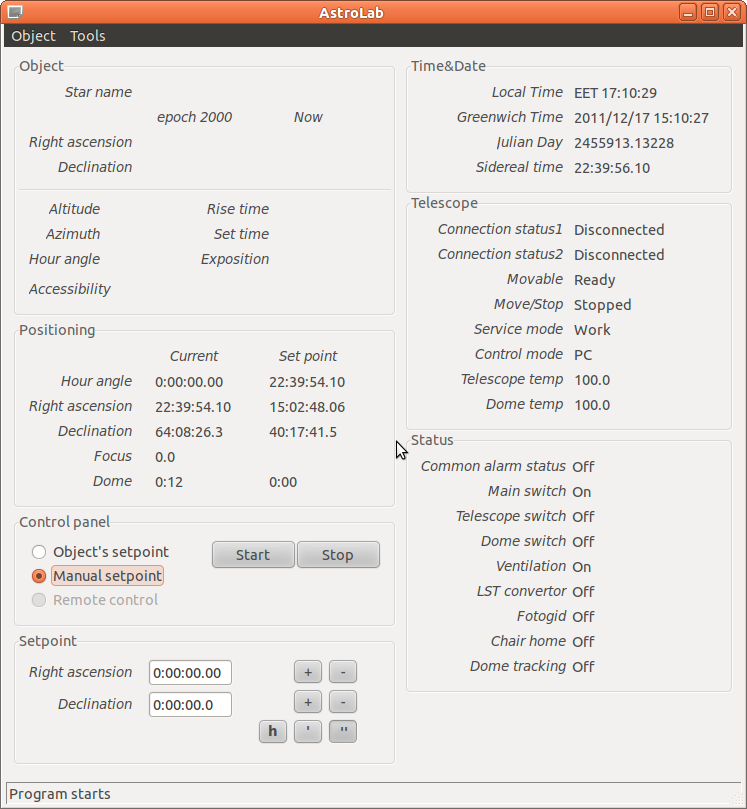 AstroLab
Object Tools
Object
Star name
epoch 2000 Now
Right ascension
Declination
Altitude Rise time
Azimuth Set time
Hour angle Exposition
Accessibility
Positioning
Current Set point
Hour angle 0:00:00.00 22:39:54.10
Right ascension 22:39:54.10 15:02:48.06
Declination 64:08:26.3 40:17:41.5
Focus 0.0
Dome 0:12 0:00
Control panel
Object's setpoint Start Stop
Manual setpoint
Remote control
Setpoint
Right ascension 0:00:00.00 + -
Declination 0:00:00.0 + -
h ' ''
Time&Date
Local Time EET 17:10:29
Greenwich Time 2011/12/17 15:10:27
Julian Day 2455913.13228
Sidereal time 22:39:56.10
Telescope
Connection status1 Disconnected
Connection status2 Disconnected
Movable Ready
Move/Stop Stopped
Service mode Work
Control mode PC
Telescope temp 100.0
Dome temp 100.0
Status
Common alarm status Off
Main switch On
Telescope switch Off
Dome switch Off
Ventilation On
LST convertor Off
Fotogid Off
Chair home Off
Dome tracking Off
Program starts